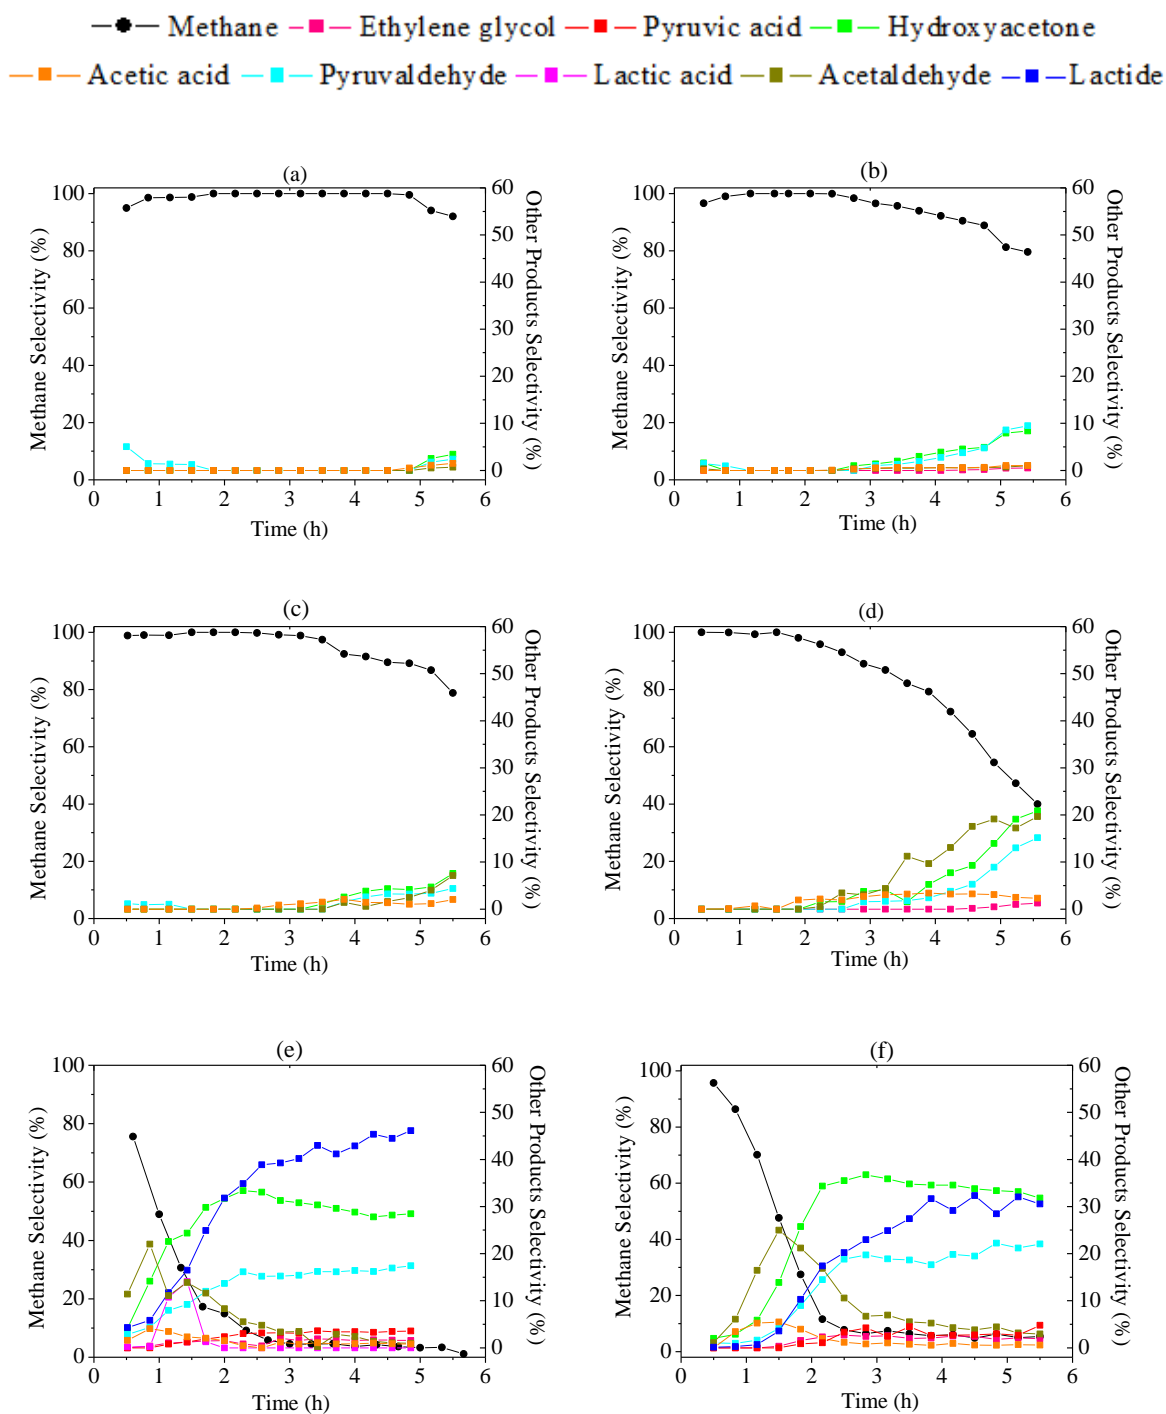 Methane Ethylene glycol Pyruvic acid Hydroxyacetone
Acetic acid Pyruvaldehyde Lactic acid Acetaldehyde Lactide
(a)
Methane Selectivity (%)
100
80
60
40
20
0
0 1 2 3 4 5 6
Time (h)
60
50
40
30
20
10
0
Other Products Selectivity (%)
(b)
Methane Selectivity (%)
100
80
60
40
20
0
0 1 2 3 4 5 6
Time (h)
60
50
40
30
20
10
0
Other Products Selectivity (%)
(c)
Methane Selectivity (%)
100
80
60
40
20
0
0 1 2 3 4 5 6
Time (h)
60
50
40
30
20
10
0
Other Products Selectivity (%)
(d)
Methane Selectivity (%)
100
80
60
40
20
0
0 1 2 3 4 5 6
Time (h)
60
50
40
30
20
10
0
Other Products Selectivity (%)
(e)
Methane Selectivity (%)
100
80
60
40
20
0
0 1 2 3 4 5 6
Time (h)
60
50
40
30
20
10
0
Other Products Selectivity (%)
(f)
Methane Selectivity (%)
100
80
60
40
20
0
0 1 2 3 4 5 6
Time (h)
60
50
40
30
20
10
0
Other Products Selectivity (%)